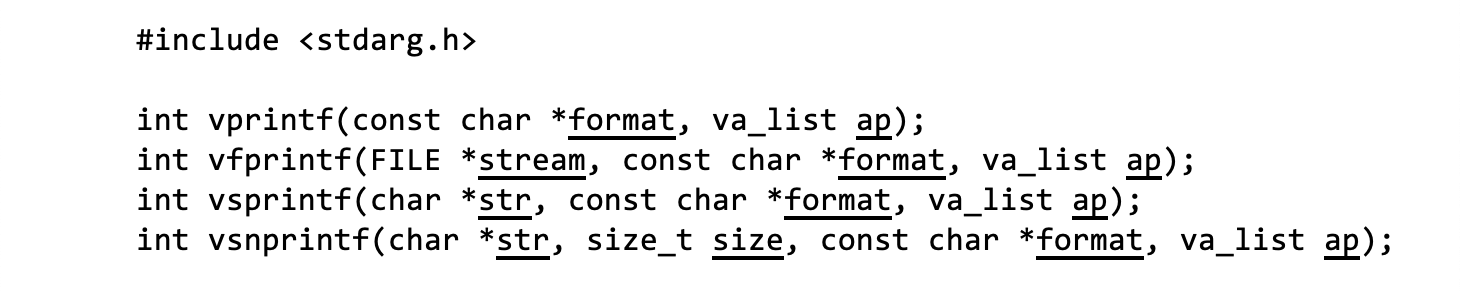 #include <stdarg.h>
int vprintf(const char *format, va_list ap);
int vfprintf(FILE *stream, const char *format, va_list ap);
int vsprintf(char *str, const char *format, va_list ap);
int vsnprintf(char *str, size_t size, const char *format, va_list ap);